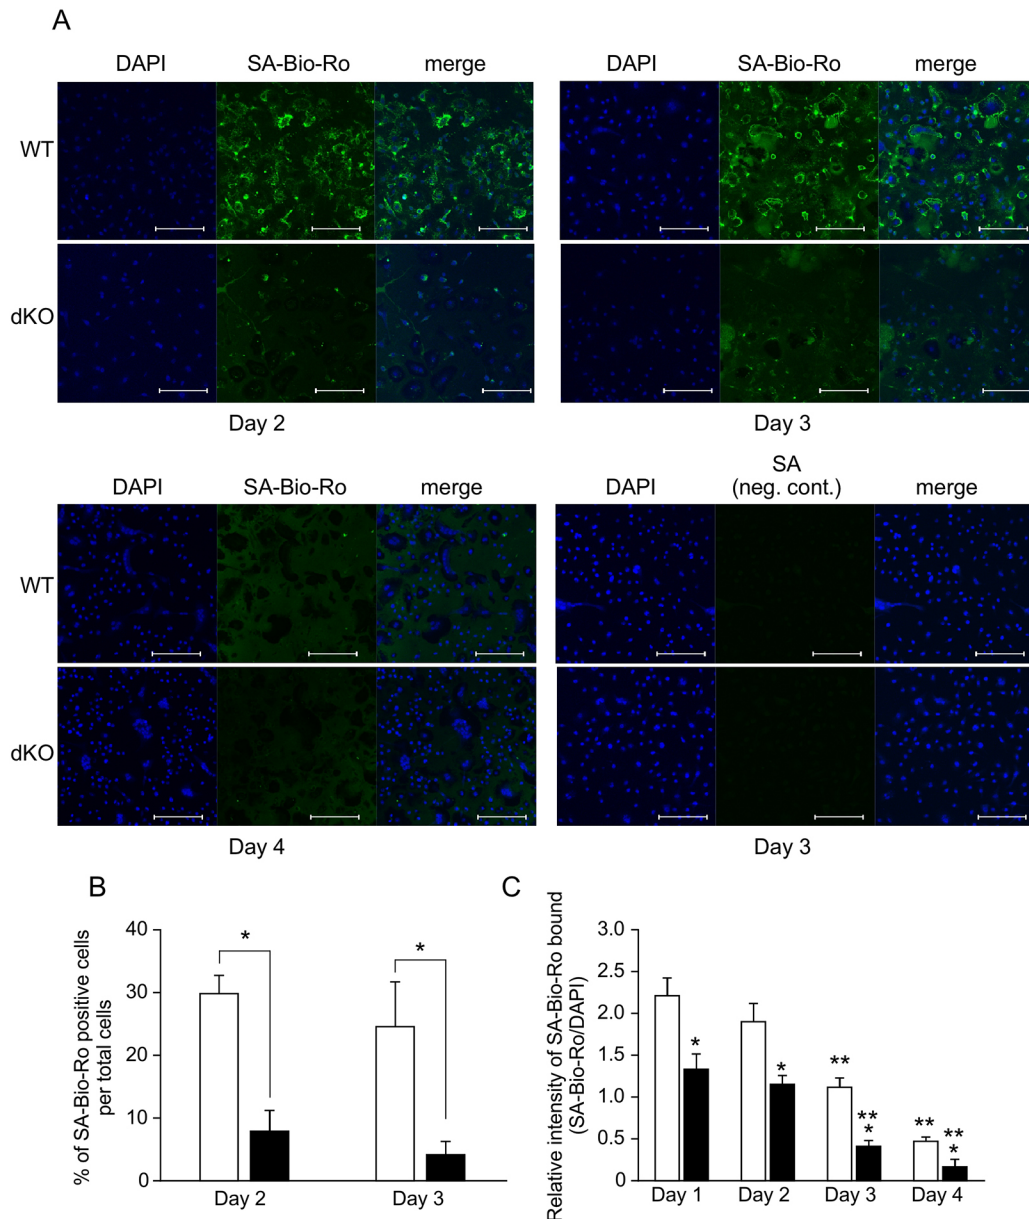 A
DAPI SA-Bio-Ro merge DAPI SA-Bio-Ro merge
WT
dKO
Day 2 Day 3
DAPI SA-Bio-Ro merge DAPI SA (neg. cont.) merge
WT
dKO
Day 4 Day 3
B
% of SA-Bio-Ro positive cells
per total cells
40
30
20
10
0
*
*
Day 2 Day 3
C
Relative intensity of SA-Bio-Ro bound
(SA-Bio-Ro/DAPI)
3.0
2.5
2.0
1.5
1.0
0.5
0
*
*
**
**
*
**
**
*
Day 1 Day 2 Day 3 Day 4